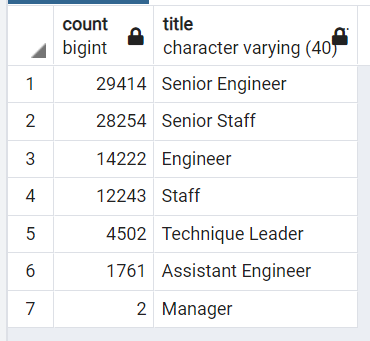 count title
bigint character varying (40)
1 29414 Senior Engineer
2 28254 Senior Staff
3 14222 Engineer
4 12243 Staff
5 4502 Technique Leader
6 1761 Assistant Engineer
7 2 Manager